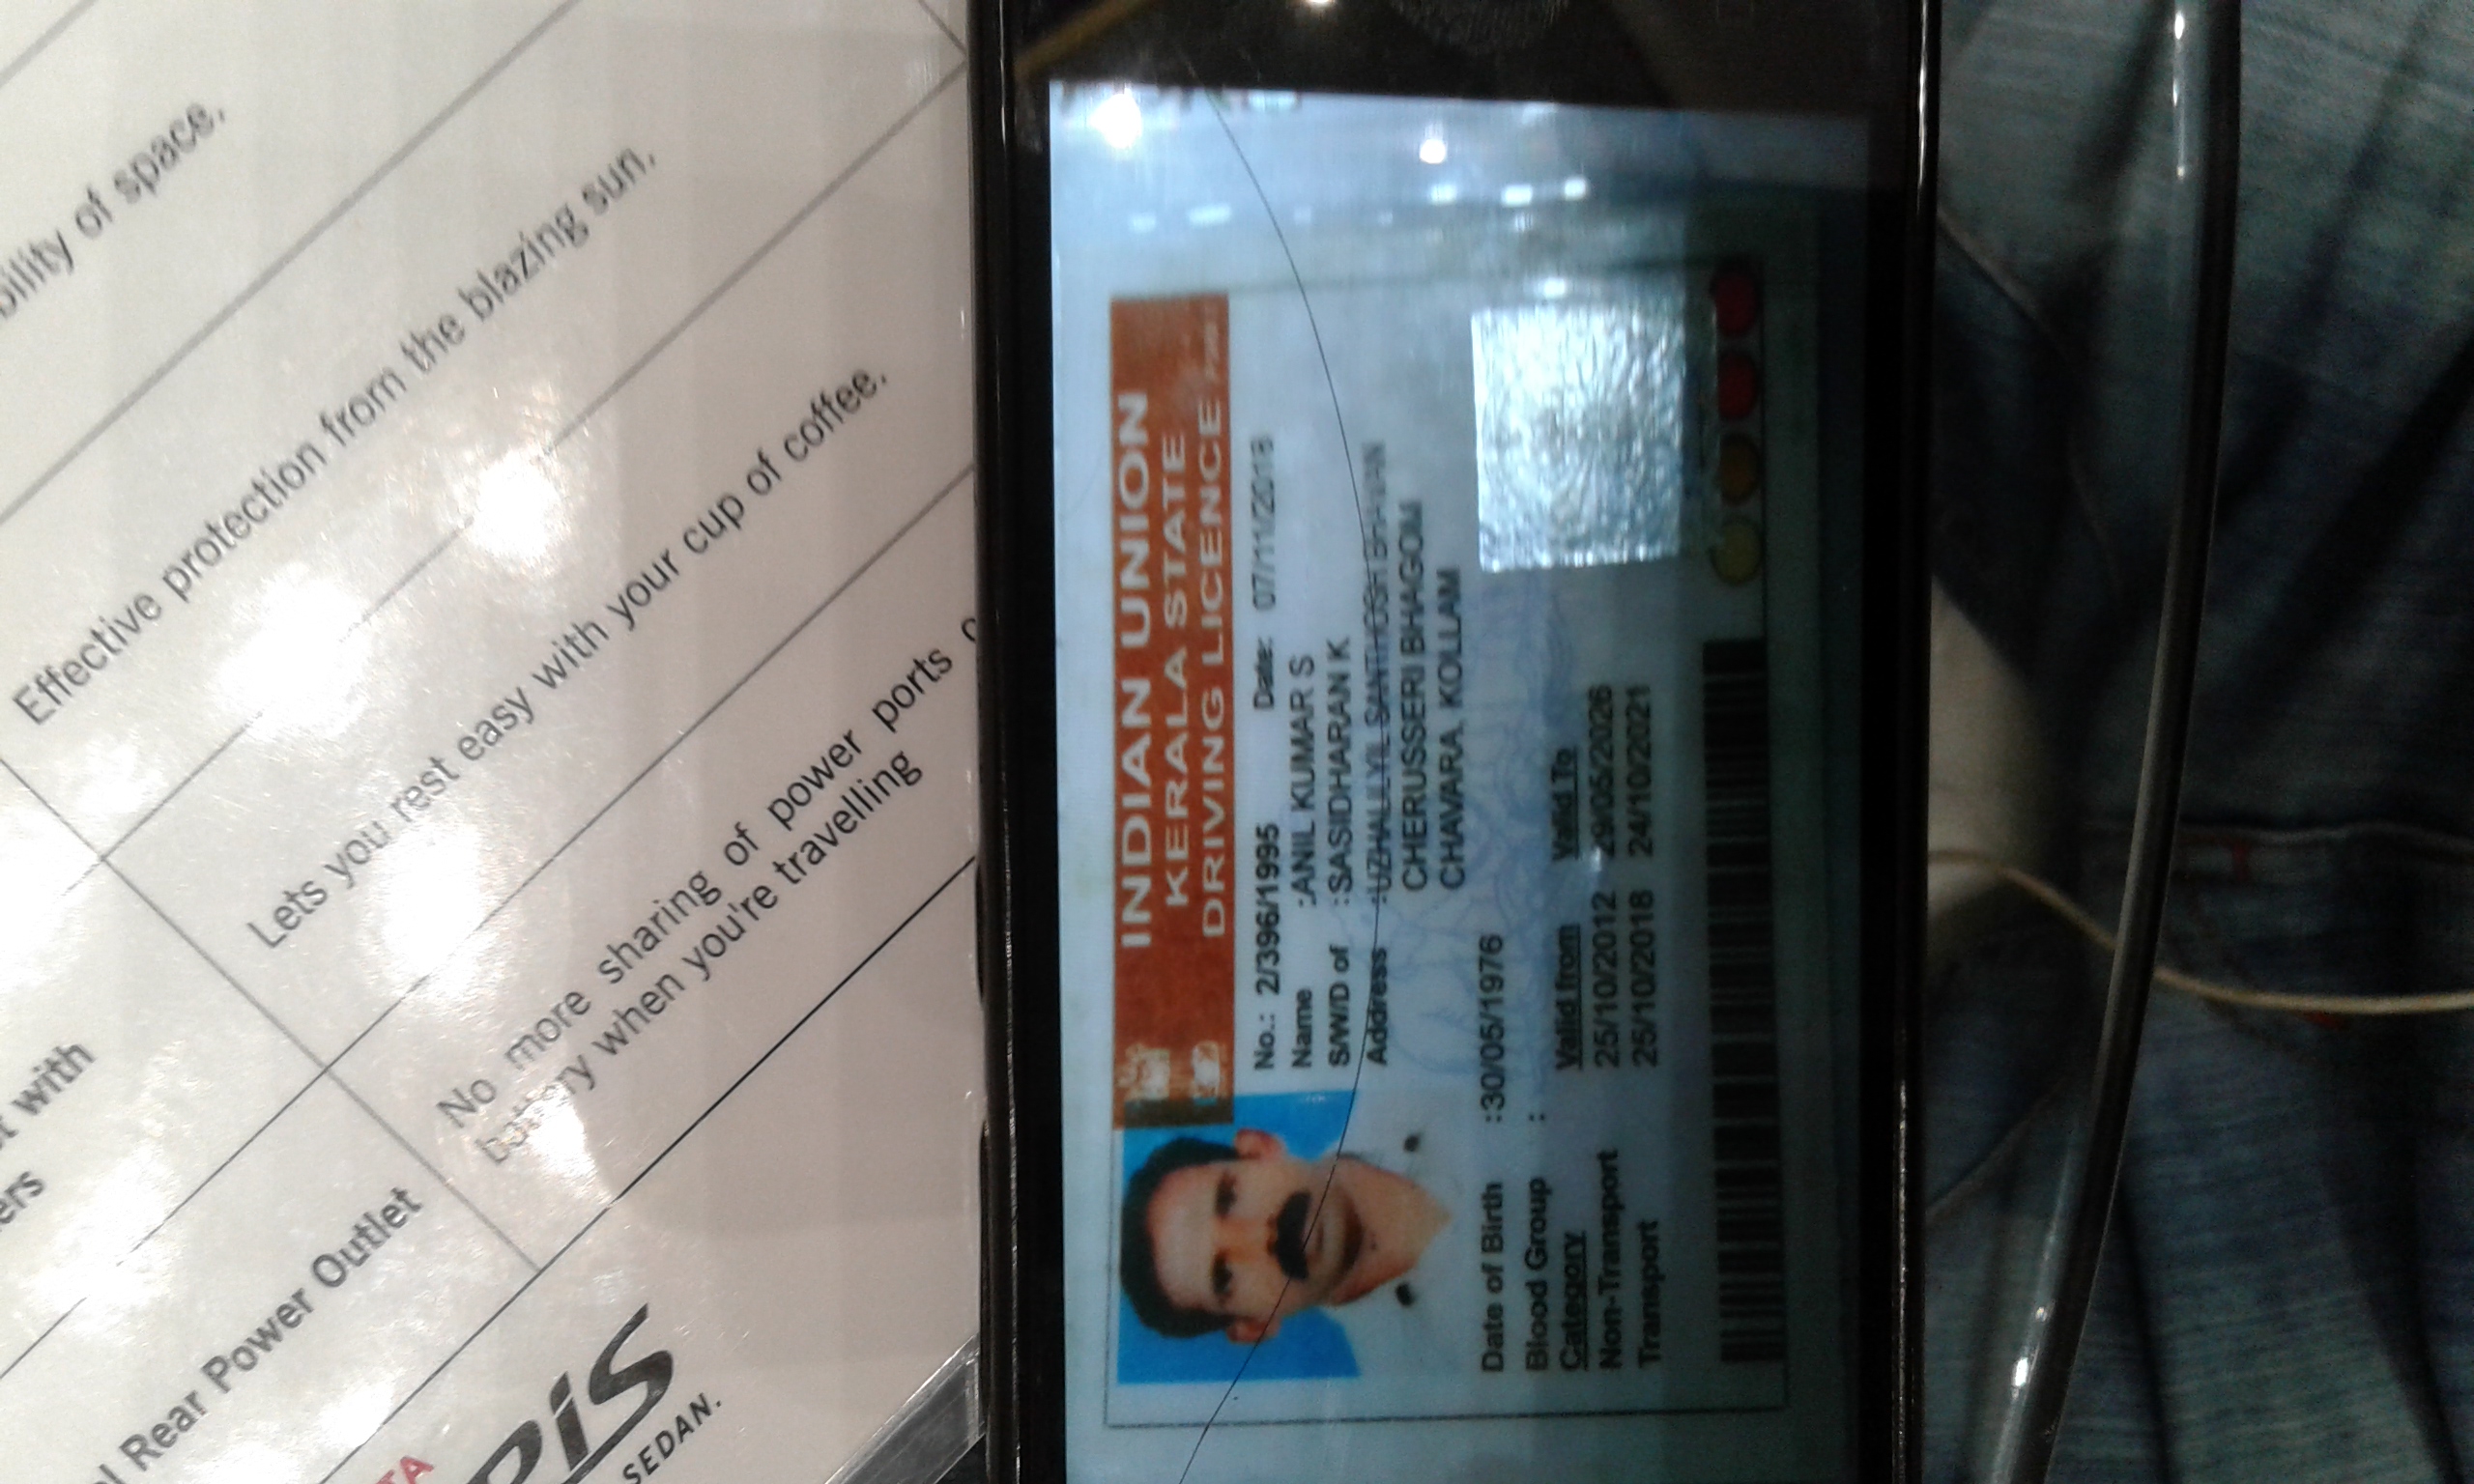 t with
ers
l Rear Power Outlet
TA
RiS
SEDAN.
bility of space.
Effective protection from the blazing sun.
Lets you rest easy with your cup of coffee.
No more sharing of power ports o
battery when you're travelling
INDIAN UNION
KERALA STATE
DRIVING LICENCE
No.: 2/396/1995 Date: 07/11/2018
Name :ANIL KUMAR S
S/W/D of :SASIDHARAN K
Address : SANTHOSH BHAVAN
CHERUSSERI BHAGOM
CHAVARA, KOLLAM
Date of Birth :30/05/1976
Blood Group :
Category Valid from Valid To
Non-Transport 25/10/2012 29/05/2026
Transport 25/10/2018 24/10/2021